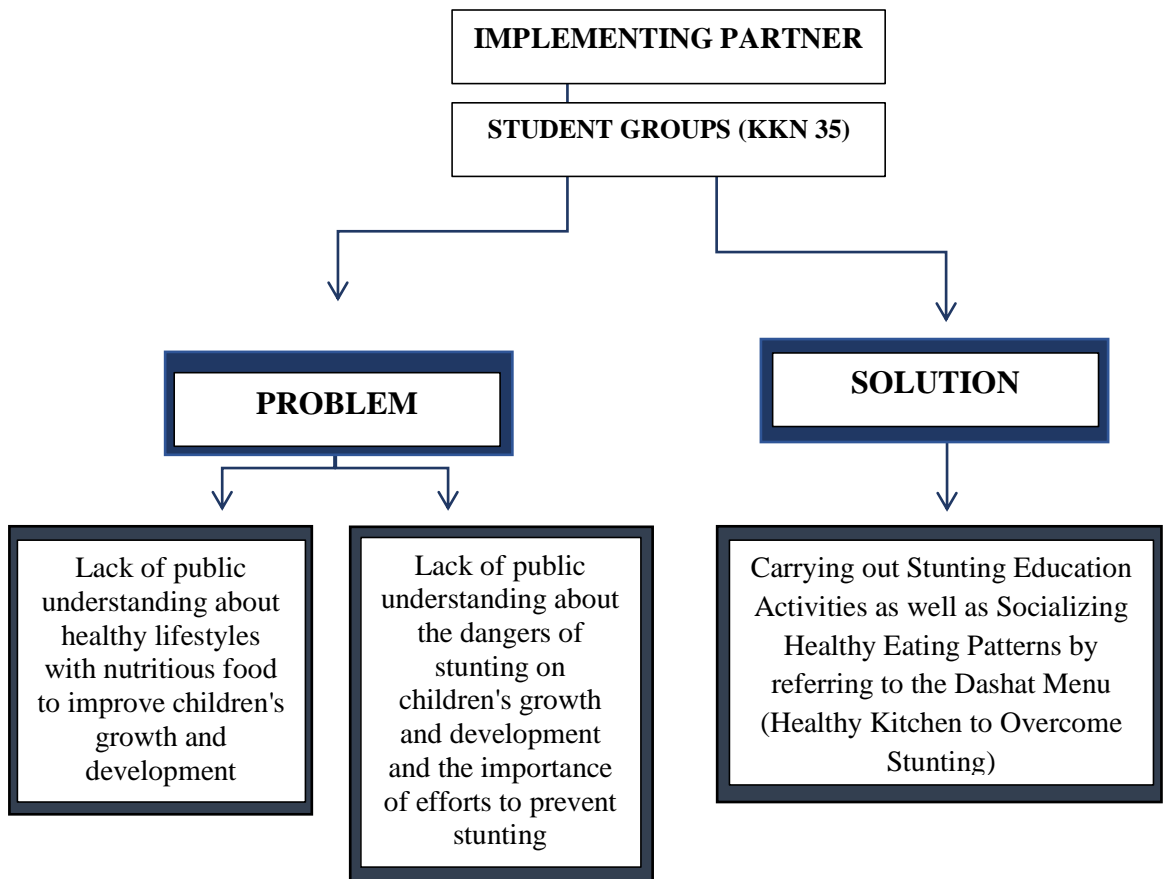 IMPLEMENTING PARTNER
STUDENT GROUPS (KKN 35)
PROBLEM
SOLUTION
Lack of public
understanding about
healthy lifestyles
with nutritious food
to improve children's
growth and
development
Lack of public
understanding about
the dangers of
stunting on
children's growth
and development
and the importance
of efforts to prevent
stunting
Carrying out Stunting Education
Activities as well as Socializing
Healthy Eating Patterns by
referring to the Dashat Menu
(Healthy Kitchen to Overcome
Stunting)